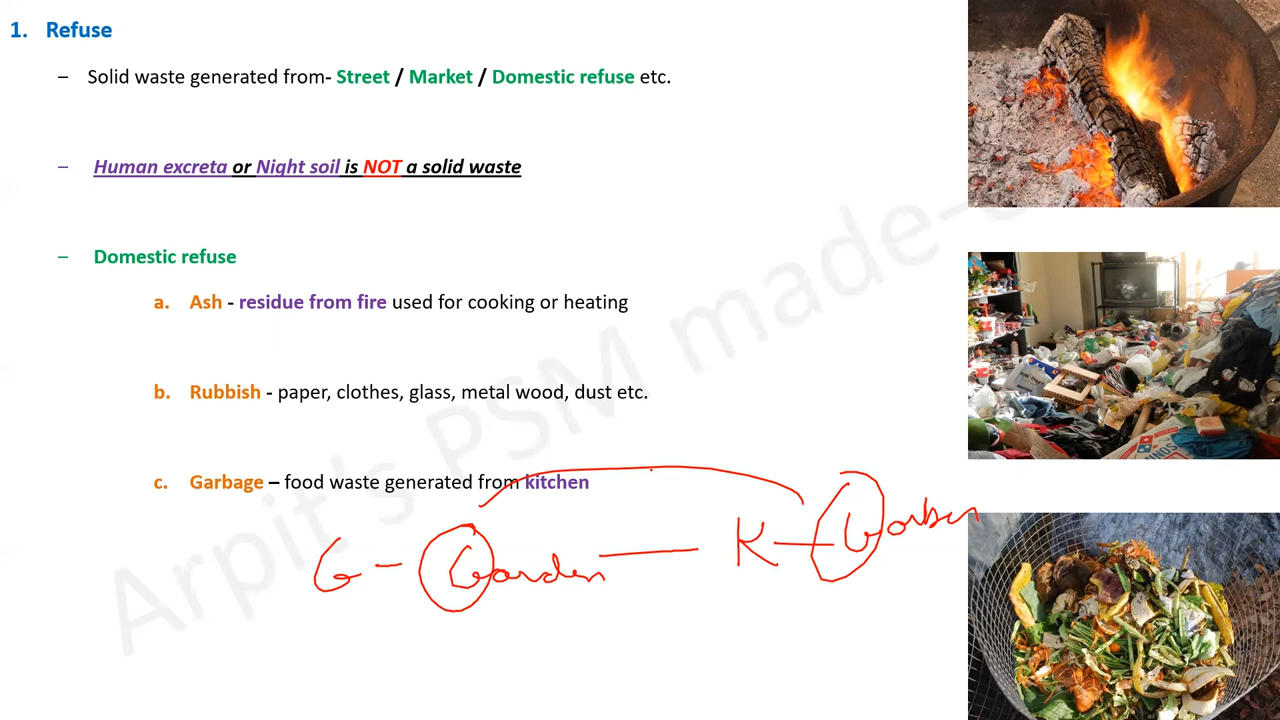 1. Refuse
– Solid waste generated from- Street / Market / Domestic refuse etc.
– Human excreta or Night soil is NOT a solid waste
– Domestic refuse
a. Ash - residue from fire used for cooking or heating
b. Rubbish - paper, clothes, glass, metal wood, dust etc.
c. Garbage – food waste generated from kitchen
G - Garden — K - 
Arpit's PSM made-